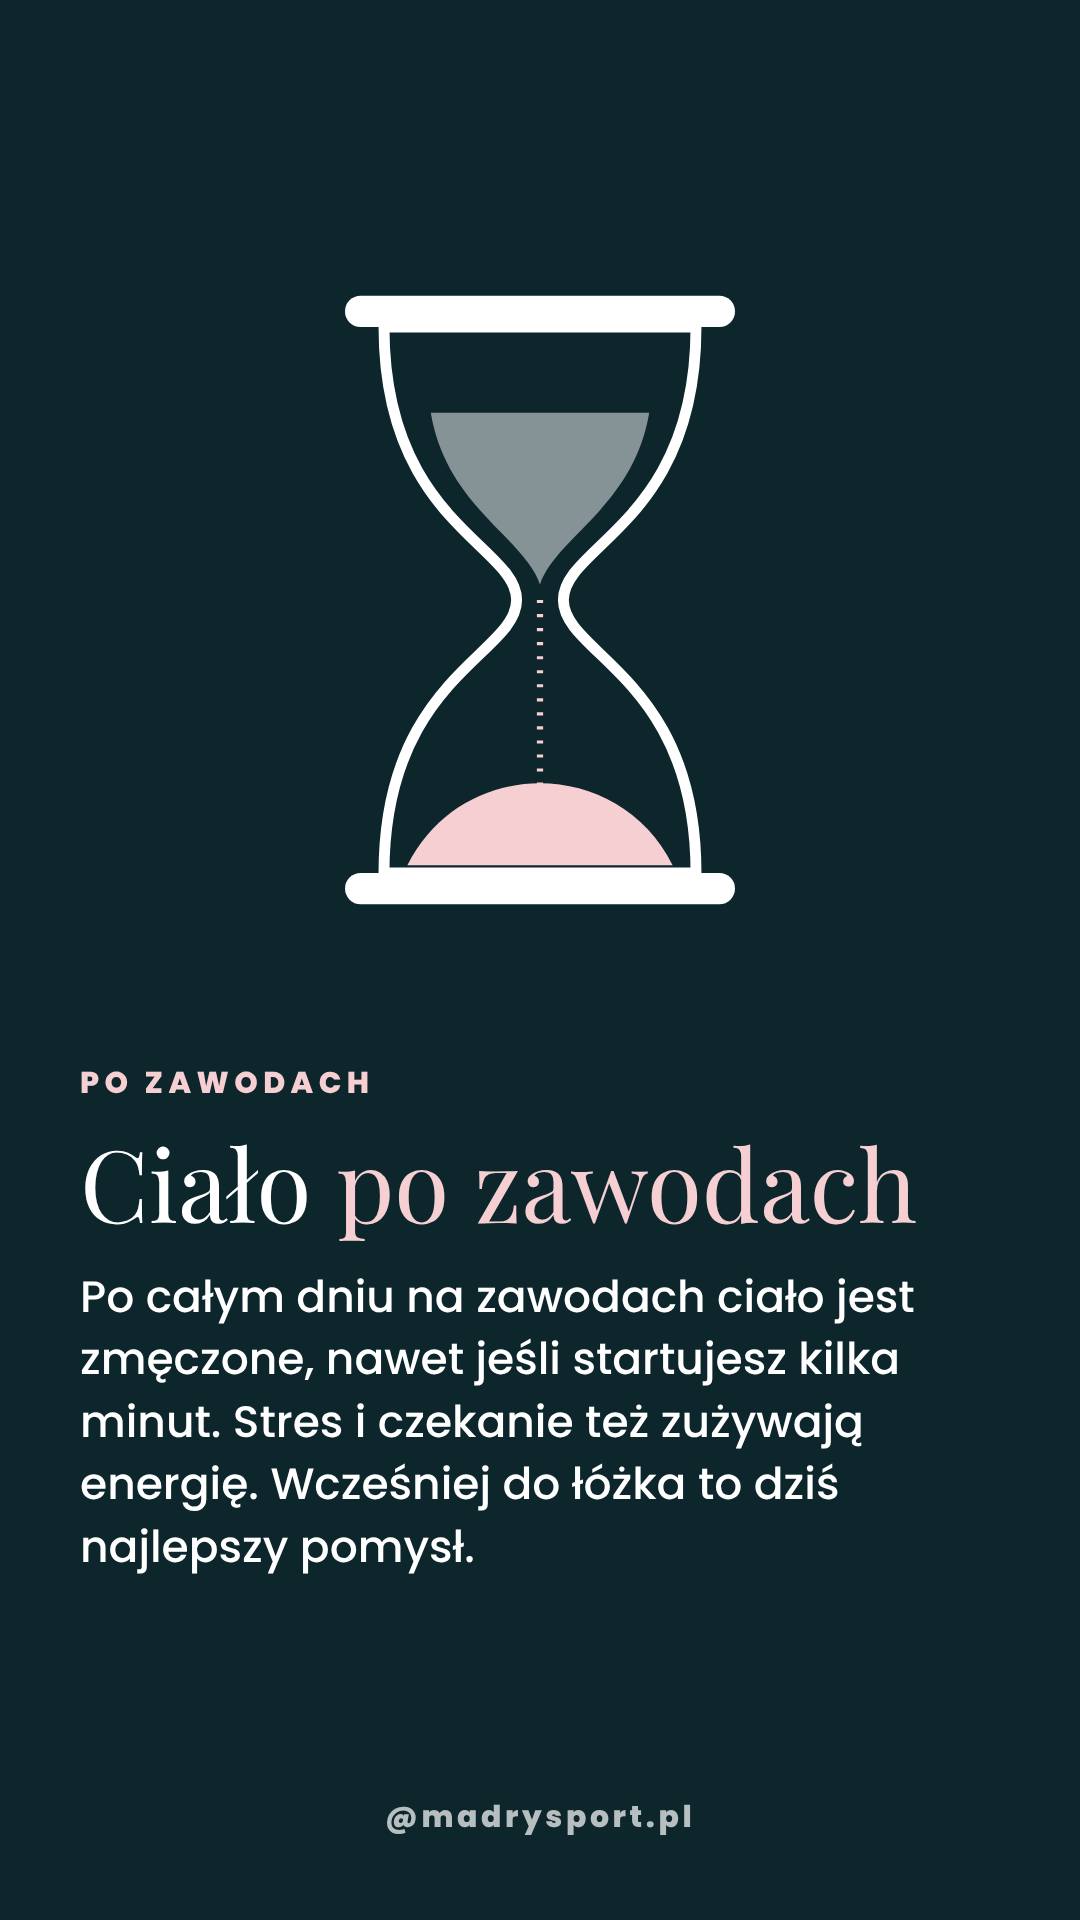 PO ZAWODACH
Ciało po zawodach
Po całym dniu na zawodach ciało jest
zmęczone, nawet jeśli startujesz kilka
minut. Stres i czekanie też zużywają
energię. Wcześniej do łóżka to dziś
najlepszy pomysł.
@madrysport.pl